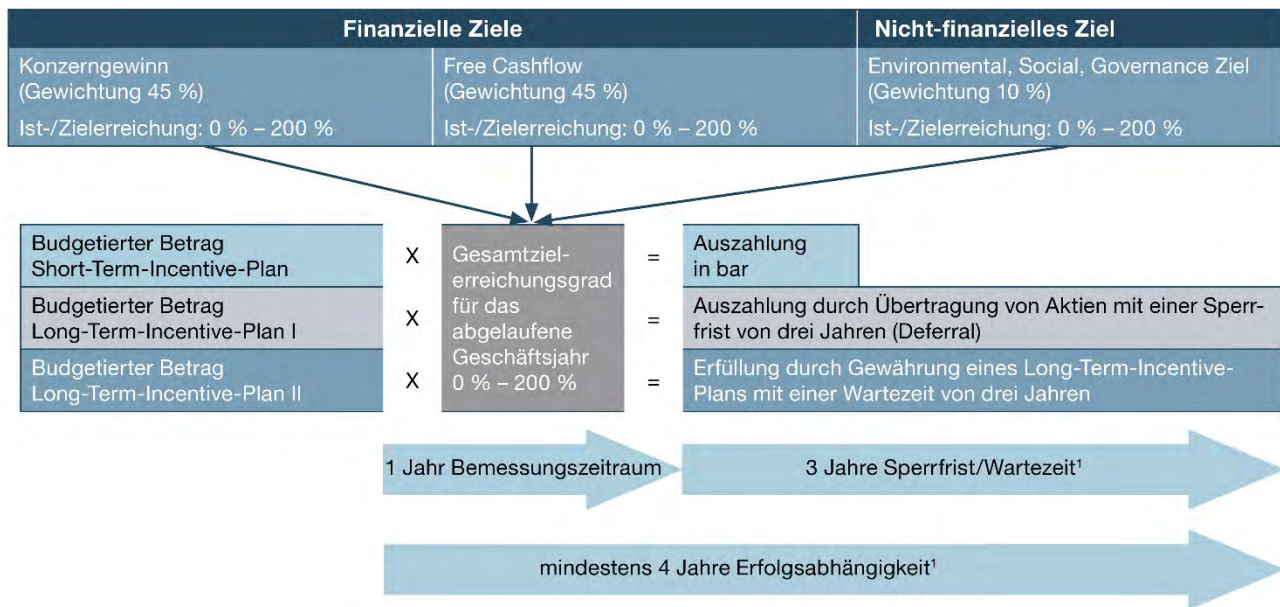 Finanzielle Ziele
Nicht-finanzielles Ziel
Konzerngewinn
(Gewichtung 45 %)
Ist-/Zielerreichung: 0 % – 200 %
Free Cashflow
(Gewichtung 45 %)
Ist-/Zielerreichung: 0 % – 200 %
Environmental, Social, Governance Ziel
(Gewichtung 10 %)
Ist-/Zielerreichung: 0 % – 200 %
Budgetierter Betrag
Short-Term-Incentive-Plan
X
Gesamtziel-
erreichungsgrad
für das
abgelaufene
Geschäftsjahr
0 % – 200 %
=
Auszahlung
in bar
Budgetierter Betrag
Long-Term-Incentive-Plan I
X
=
Auszahlung durch Übertragung von Aktien mit einer Sperr-
frist von drei Jahren (Deferral)
Budgetierter Betrag
Long-Term-Incentive-Plan II
X
=
Erfüllung durch Gewährung eines Long-Term-Incentive-
Plans mit einer Wartezeit von drei Jahren
1 Jahr Bemessungszeitraum
3 Jahre Sperrfrist/Wartezeit¹
mindestens 4 Jahre Erfolgsabhängigkeit¹